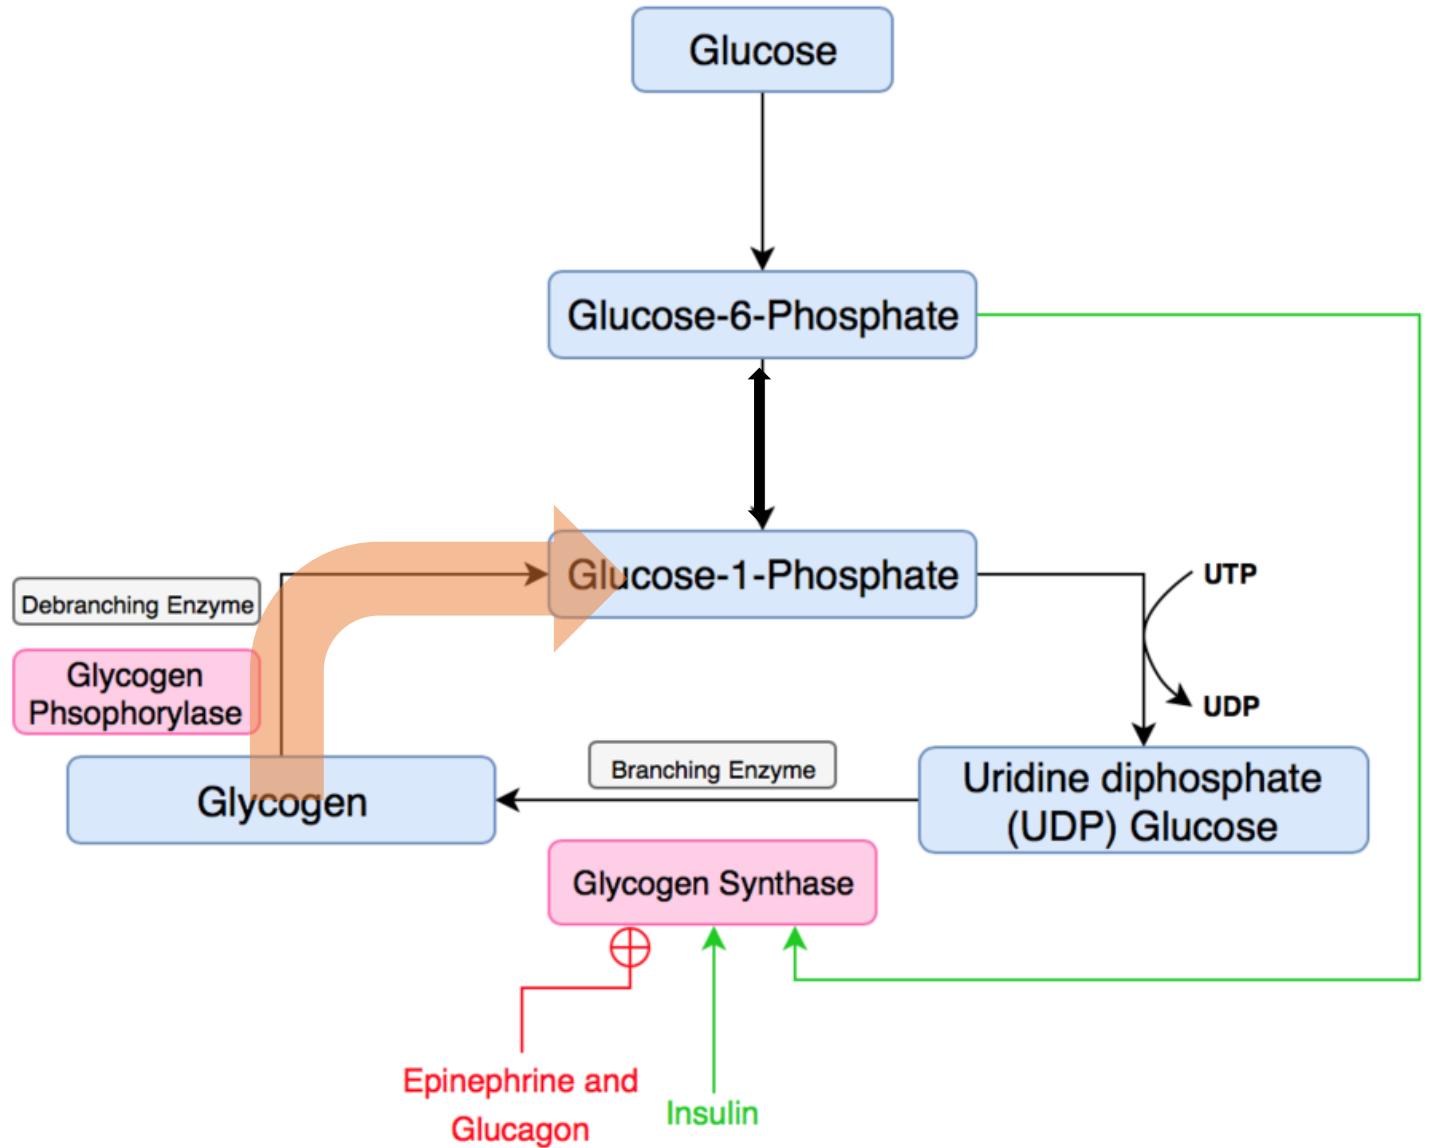 Glucose
Glucose-6-Phosphate
Glucose-1-Phosphate
UTP
Debranching Enzyme
Glycogen
Phsophorylase
UDP
Branching Enzyme
Uridine diphosphate
(UDP) Glucose
Glycogen
Glycogen Synthase
Epinephrine and
Glucagon
Insulin